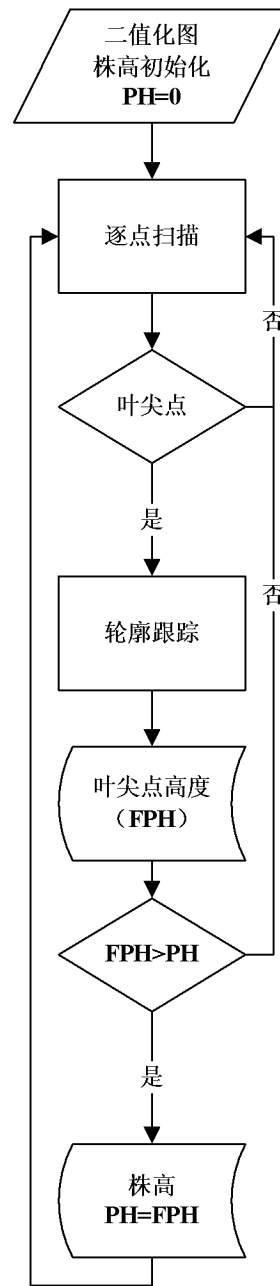 二值化图
株高初始化
PH=0
逐点扫描
否
叶尖点
是
轮廓跟踪
否
叶尖点高度
（FPH）
FPH>PH
是
株高
PH=FPH